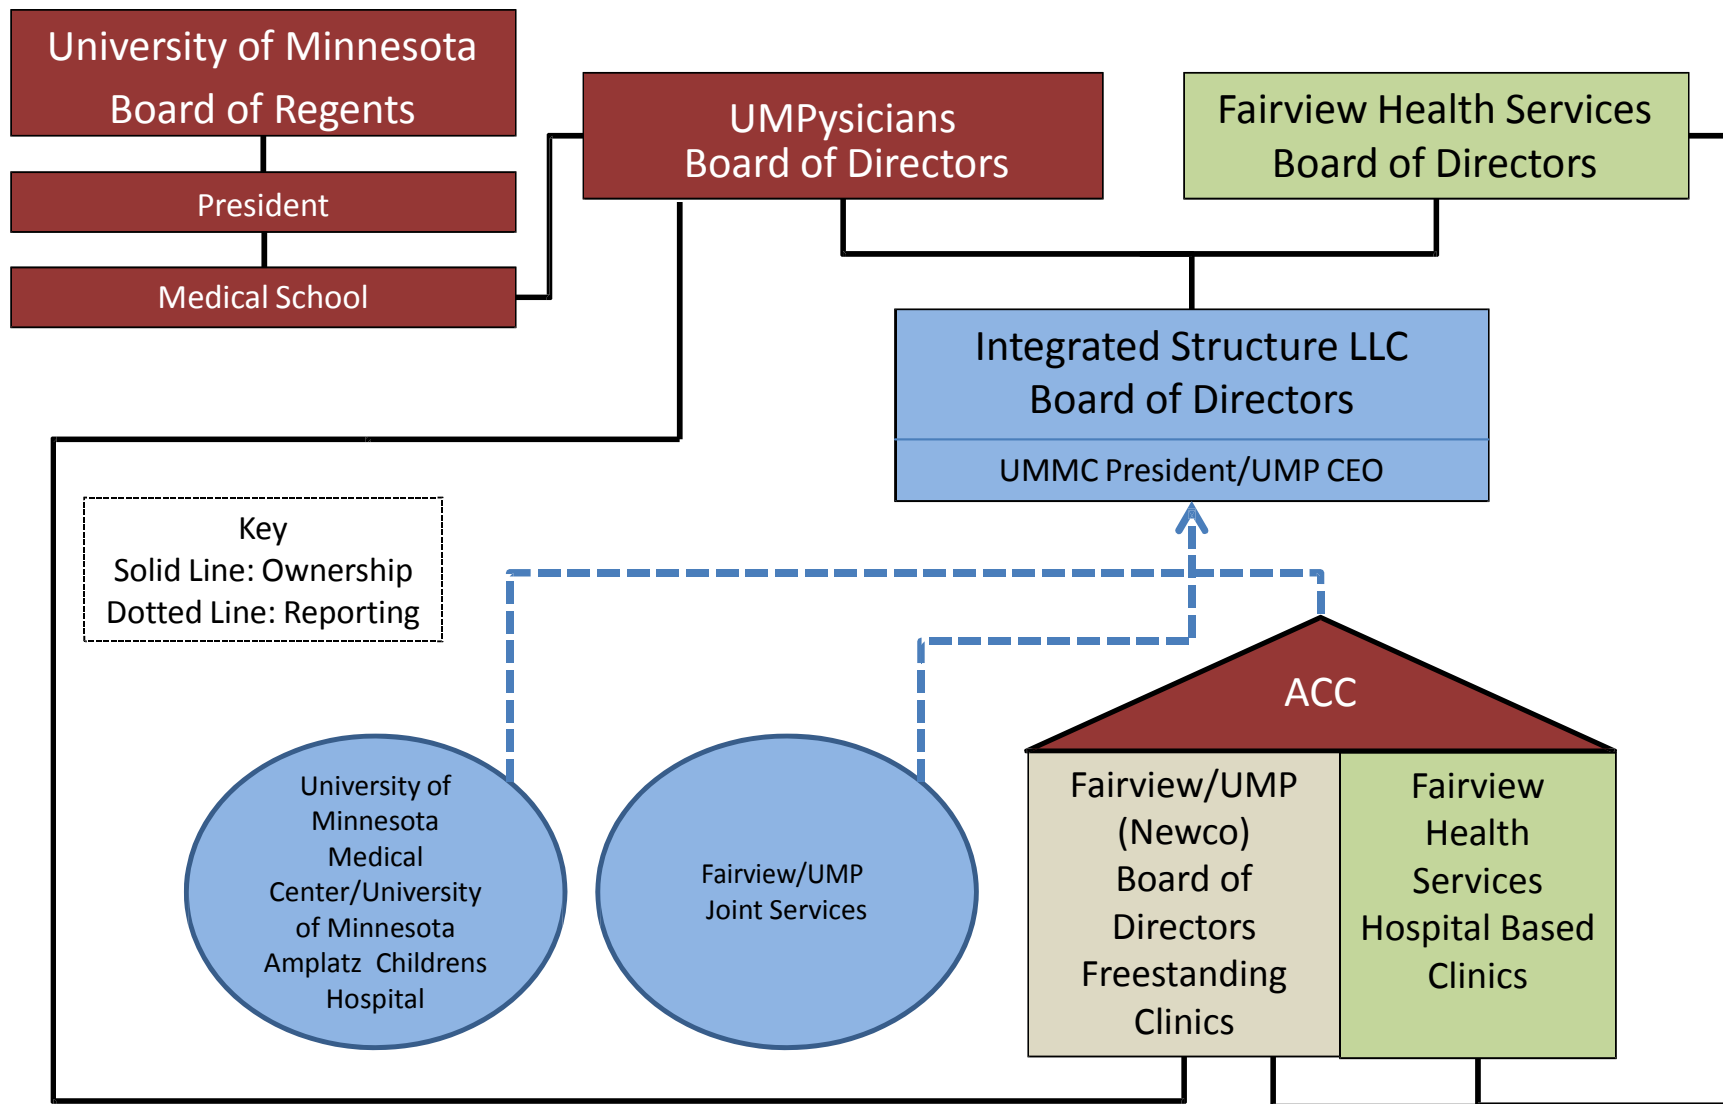 University of Minnesota
Board of Regents
President
Medical School
UMPysicians
Board of Directors
Fairview Health Services
Board of Directors
Integrated Structure LLC
Board of Directors
UMMC President/UMP CEO
Key
Solid Line: Ownership
Dotted Line: Reporting
ACC
University of
Minnesota
Medical
Center/University
of Minnesota
Amplatz Childrens
Hospital
Fairview/UMP
Joint Services
Fairview/UMP
(Newco)
Board of
Directors
Freestanding
Clinics
Fairview
Health
Services
Hospital Based
Clinics